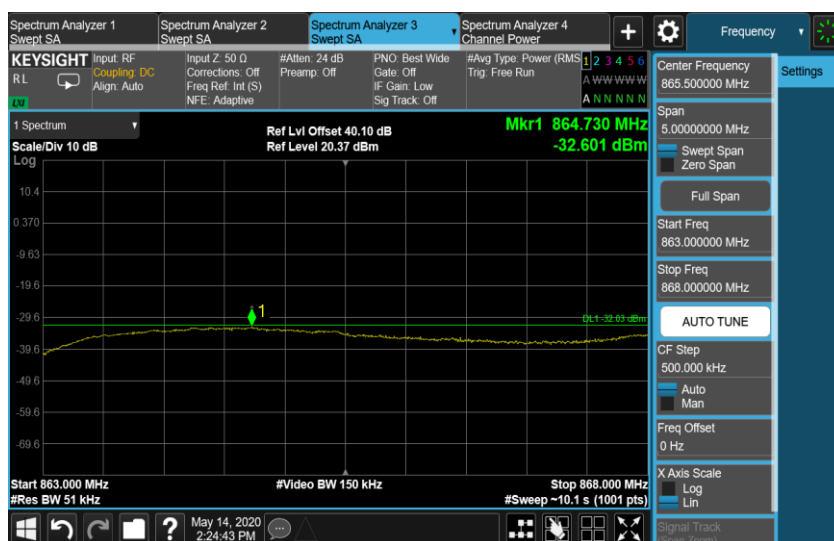 Spectrum Analyzer 1
Swept SA
Spectrum Analyzer 2
Swept SA
Spectrum Analyzer 3
Swept SA
Spectrum Analyzer 4
Channel Power
+
Frequency
KEYSIGHT
RL
LXI
Input: RF
Coupling: DC
Align: Auto
Input Z: 50 Ω
Corrections: Off
Freq Ref: Int (S)
NFE: Adaptive
#Atten: 24 dB
Preamp: Off
PNO: Best Wide
Gate: Off
IF Gain: Low
Sig Track: Off
#Avg Type: Power (RMS
Trig: Free Run
1 2 3 4 5 6
A W W W W W
A N N N N N
1 Spectrum
Scale/Div 10 dB
Log
Ref Lvl Offset 40.10 dB
Ref Level 20.37 dBm
Mkr1 864.730 MHz
-32.601 dBm
10.4
0.370
-9.63
-19.6
-29.6
-39.6
-49.6
-59.6
-69.6
1
DL1 -32.03 dBm
Start 863.000 MHz
#Res BW 51 kHz
#Video BW 150 kHz
Stop 868.000 MHz
#Sweep ~10.1 s (1001 pts)
?
May 14, 2020
2:24:43 PM
Center Frequency
865.500000 MHz
Settings
Span
5.00000000 MHz
Swept Span
Zero Span
Full Span
Start Freq
863.000000 MHz
Stop Freq
868.000000 MHz
AUTO TUNE
CF Step
500.000 kHz
Auto
Man
Freq Offset
0 Hz
X Axis Scale
Log
Lin
Signal Track
(Span Zoom)